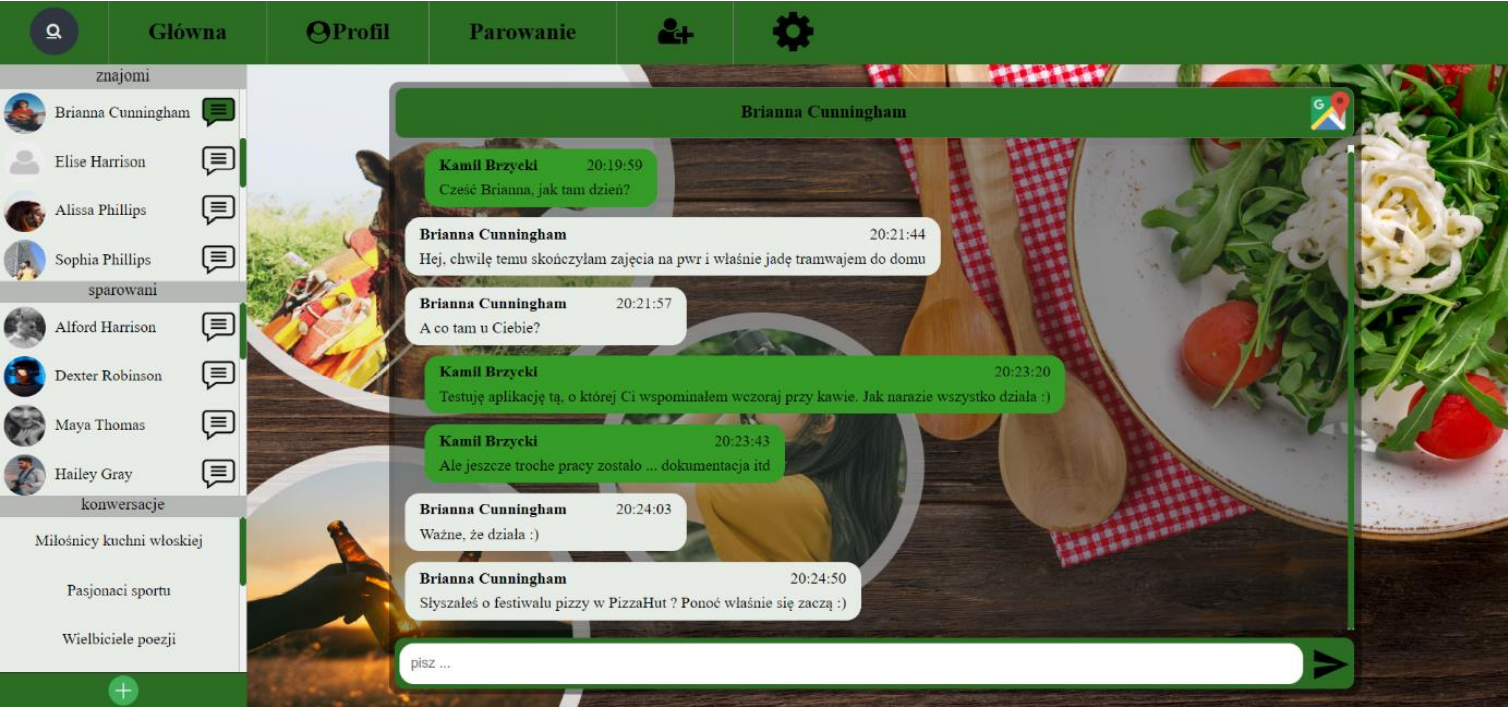 Główna
Profil
Parowanie
znajomi
Brianna Cunningham
Elise Harrison
Alissa Phillips
Sophia Phillips
sparowani
Alford Harrison
Dexter Robinson
Maya Thomas
Hailey Gray
konwersacje
Miłośnicy kuchni włoskiej
Pasjonaci sportu
Wielbiciele poezji
Brianna Cunningham
G
Kamil Brzycki 20:19:59
Cześć Brianna, jak tam dzień?
Brianna Cunningham 20:21:44
Hej, chwilę temu skończyłam zajęcia na pwr i właśnie jadę tramwajem do domu
Brianna Cunningham 20:21:57
A co tam u Ciebie?
Kamil Brzycki 20:23:20
Testuję aplikację tą, o której Ci wspominałem wczoraj przy kawie. Jak narazie wszystko działa :)
Kamil Brzycki 20:23:43
Ale jeszcze troche pracy zostało ... dokumentacja itd
Brianna Cunningham 20:24:03
Ważne, że działa :)
Brianna Cunningham 20:24:50
Słyszałeś o festiwalu pizzy w PizzaHut ? Ponoć właśnie się zaczą :)
pisz ...